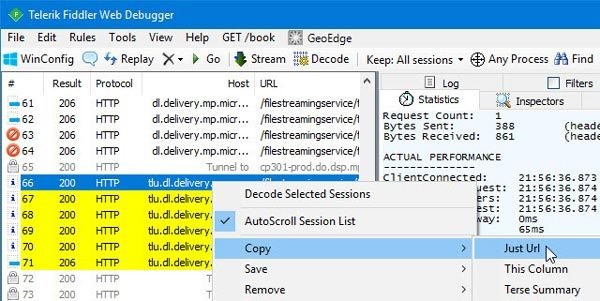 Telerik Fiddler Web Debugger
File Edit Rules Tools View Help GET /book GeoEdge
WinConfig Replay Go Stream Decode Keep: All sessions Any Process Find
# Result Protocol Host URL
61 206 HTTP dl.delivery.mp.micr... /filestreamingservice/f
62 206 HTTP dl.delivery.mp.micr... /filestreamingservice/f
63 206 HTTP dl.delivery.mp.micr... /filestreamingservice/f
64 206 HTTP dl.delivery.mp.micr... /filestreamingservice/f
65 200 HTTP Tunnel to cp301-prod.do.dsp.m
66 200 HTTP tlu.dl.delivery.
67 200 HTTP tlu.dl.delivery.
68 200 HTTP tlu.dl.delivery.
69 200 HTTP tlu.dl.delivery.
70 200 HTTP tlu.dl.delivery.
71 206 HTTP tlu.dl.delivery.
72 200 HTTP
73 200 HTTP
Log Filters
Statistics Inspectors
Request Count: 1
Bytes Sent: 388 (heade
Bytes Received: 861 (heade
ACTUAL PERFORMANCE
ClientConnected: 21:56:36.873
quest: 21:56:36.874
ers: 21:56:36.874
est: 21:56:36.874
way: 0ms
65ms
Decode Selected Sessions
AutoScroll Session List
Copy
Save
Remove
Just Url
This Column
Terse Summary